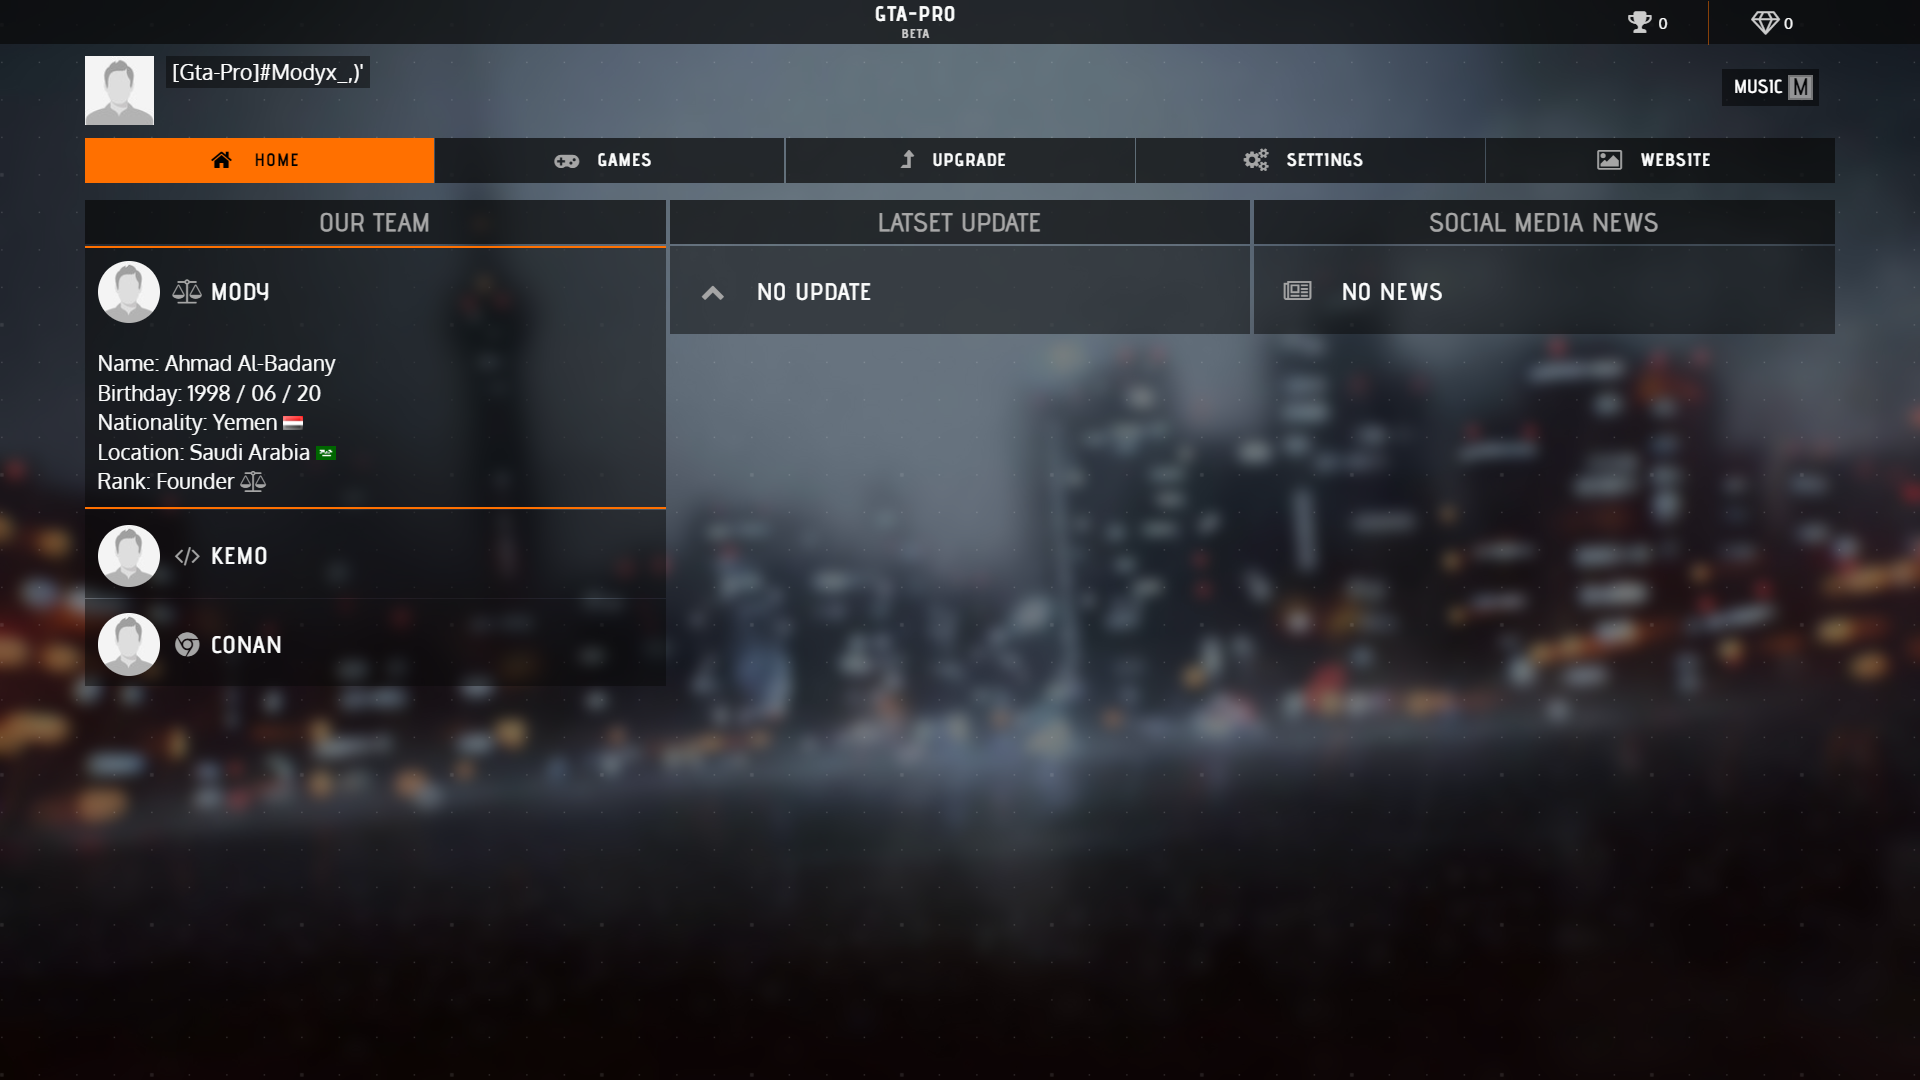 GTA-PRO
BETA
0
0
[Gta-Pro]#Modyx_,)'
MUSIC M
HOME
GAMES
UPGRADE
SETTINGS
WEBSITE
OUR TEAM
MODY
Name: Ahmad Al-Badany
Birthday: 1998 / 06 / 20
Nationality: Yemen
Location: Saudi Arabia
Rank: Founder
KEMO
CONAN
LATSET UPDATE
NO UPDATE
SOCIAL MEDIA NEWS
NO NEWS